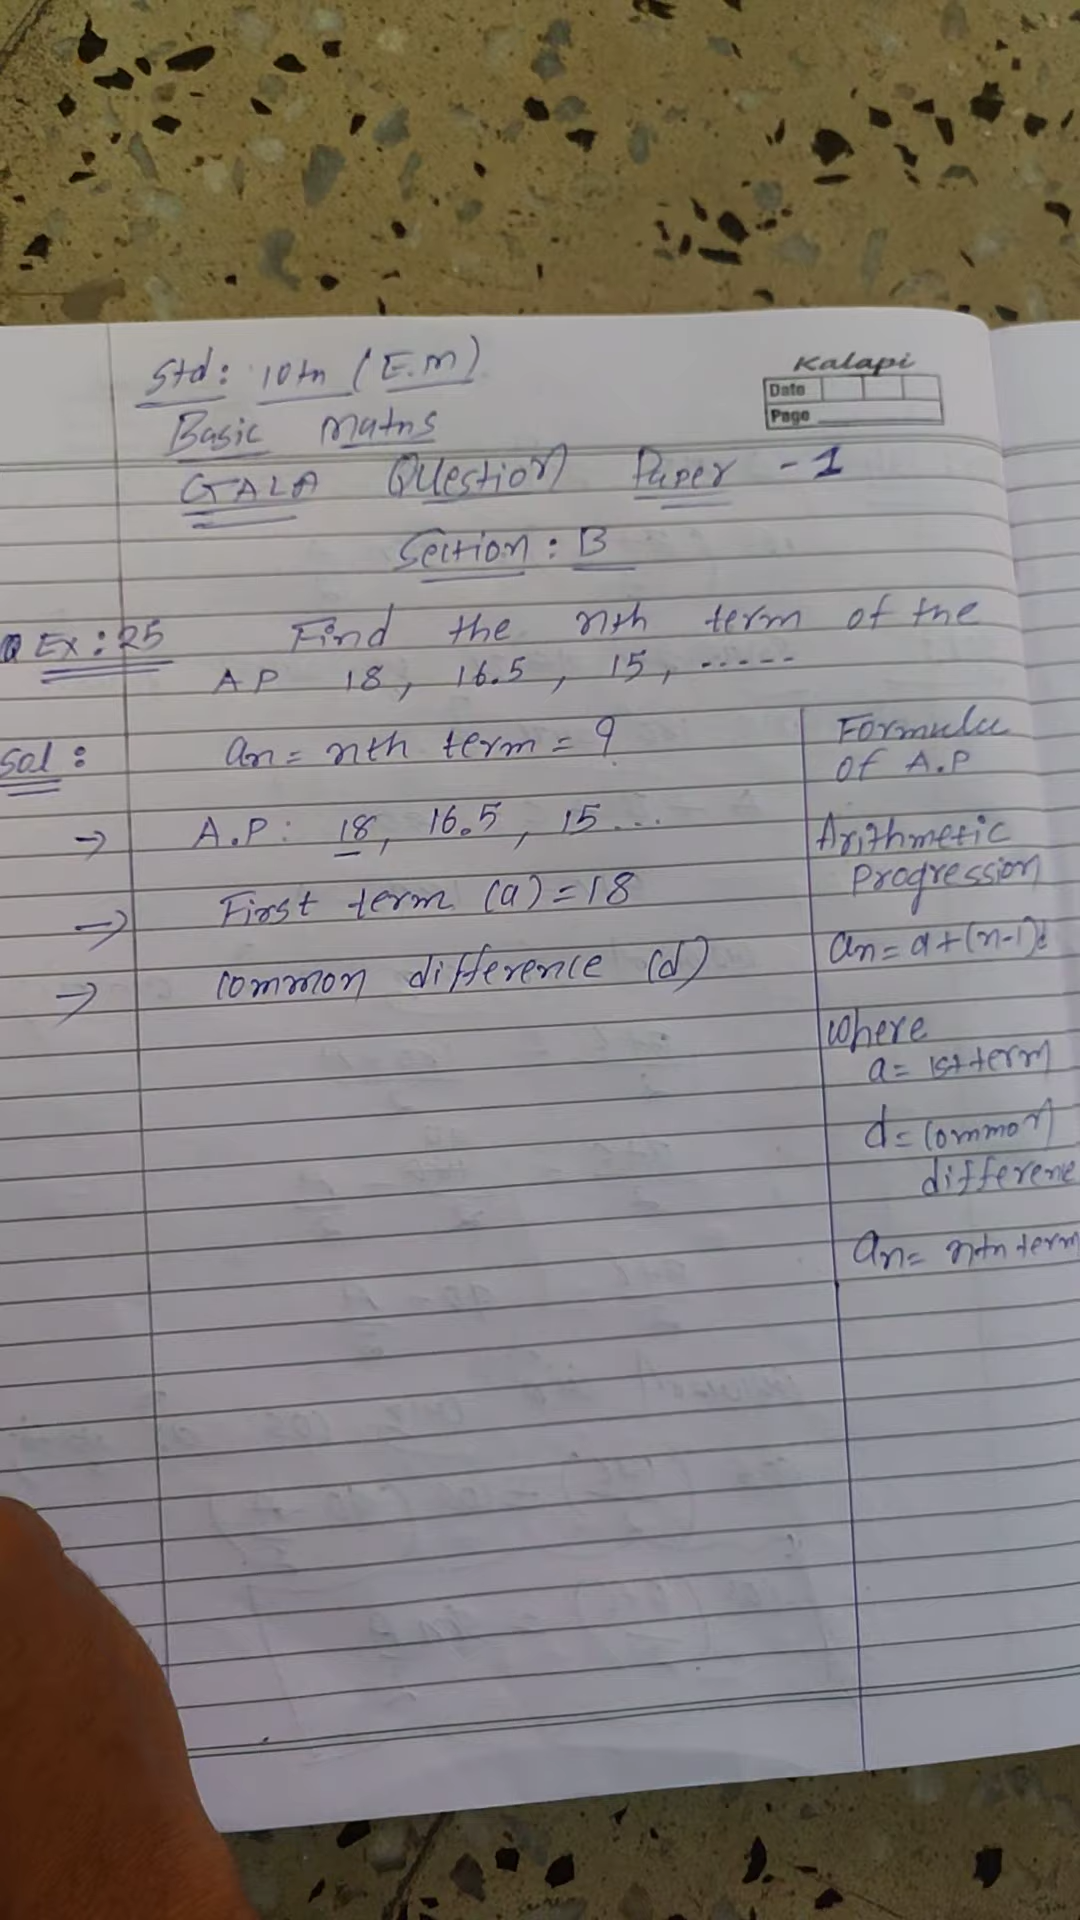 Std: 10th (E.M)
Kalapi
Date
Page
Basic Maths
GALA Question Paper - 1
Section: B
Ex: 25 Find the nth term of the
AP 18, 16.5, 15, .....
Sol: an = nth term = ?
→ A.P: 18, 16.5, 15...
→ First term (a) = 18
→ common difference (d)
Formula
of A.P
Arithmetic
Progression
an = a + (n-1)d
where
a = 1st term
d = common
difference
an = nth term